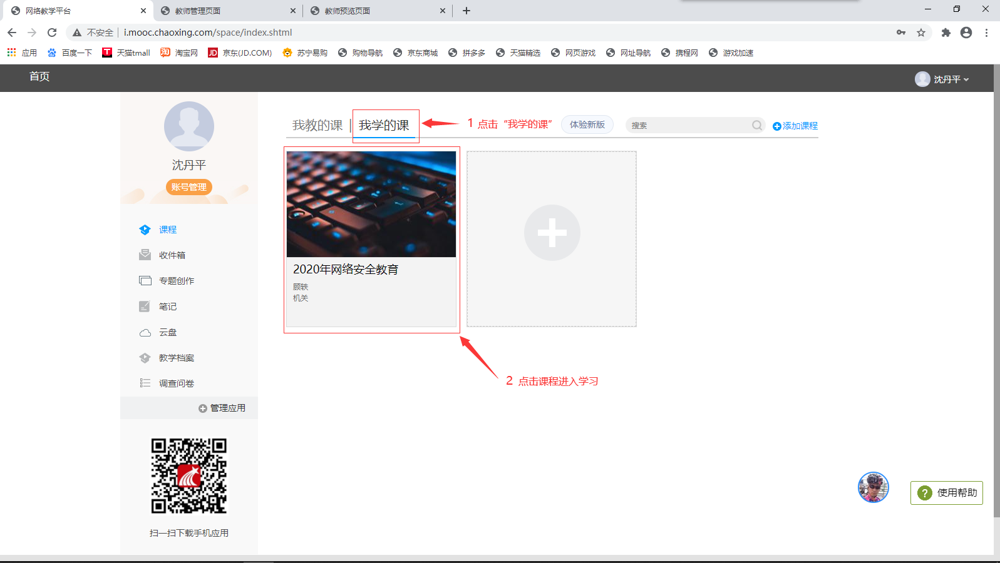 网络教学平台
教师管理页面
教师预览页面
不安全 | i.mooc.chaoxing.com/space/index.shtml
应用 百度一下 天猫tmall 淘宝网 京东(JD.COM) 苏宁易购 购物导航 京东商城 拼多多 天猫精选 网页游戏 网址导航 携程网 游戏加速
首页
沈丹平
沈丹平
账号管理
课程
收件箱
专题创作
笔记
云盘
教学档案
调查问卷
管理应用
扫一扫下载手机应用
我教的课 | 我学的课
1 点击“我学的课”
体验新版
搜索
添加课程
2020年网络安全教育
顾轶
机关
2 点击课程进入学习
? 使用帮助